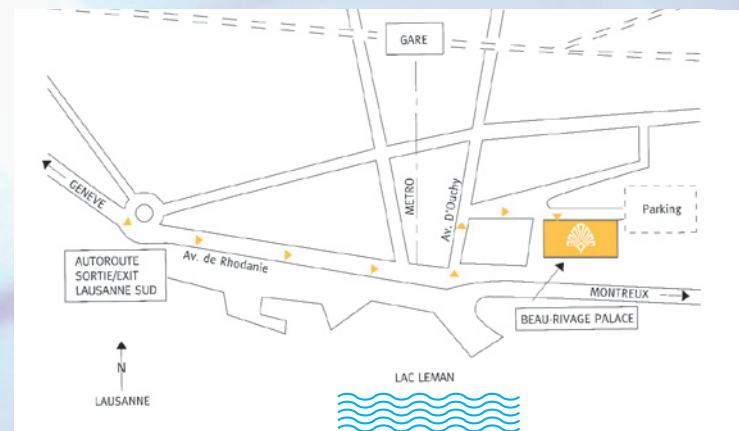 GARE
GENEVE
METRO
Av. D'Ouchy
Parking
AUTOROUTE
SORTIE/EXIT
LAUSANNE SUD
Av. de Rhodanie
MONTREUX
BEAU-RIVAGE PALACE
N
LAUSANNE
LAC LEMAN